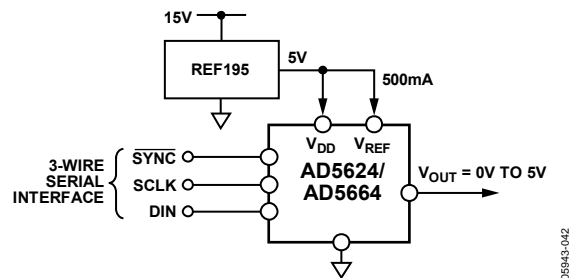 15V
REF195
5V
500mA
V_DD V_REF
3-WIRE
SERIAL
INTERFACE
SYNC
SCLK
DIN
AD5624/
AD5664
V_OUT = 0V TO 5V
05943-042